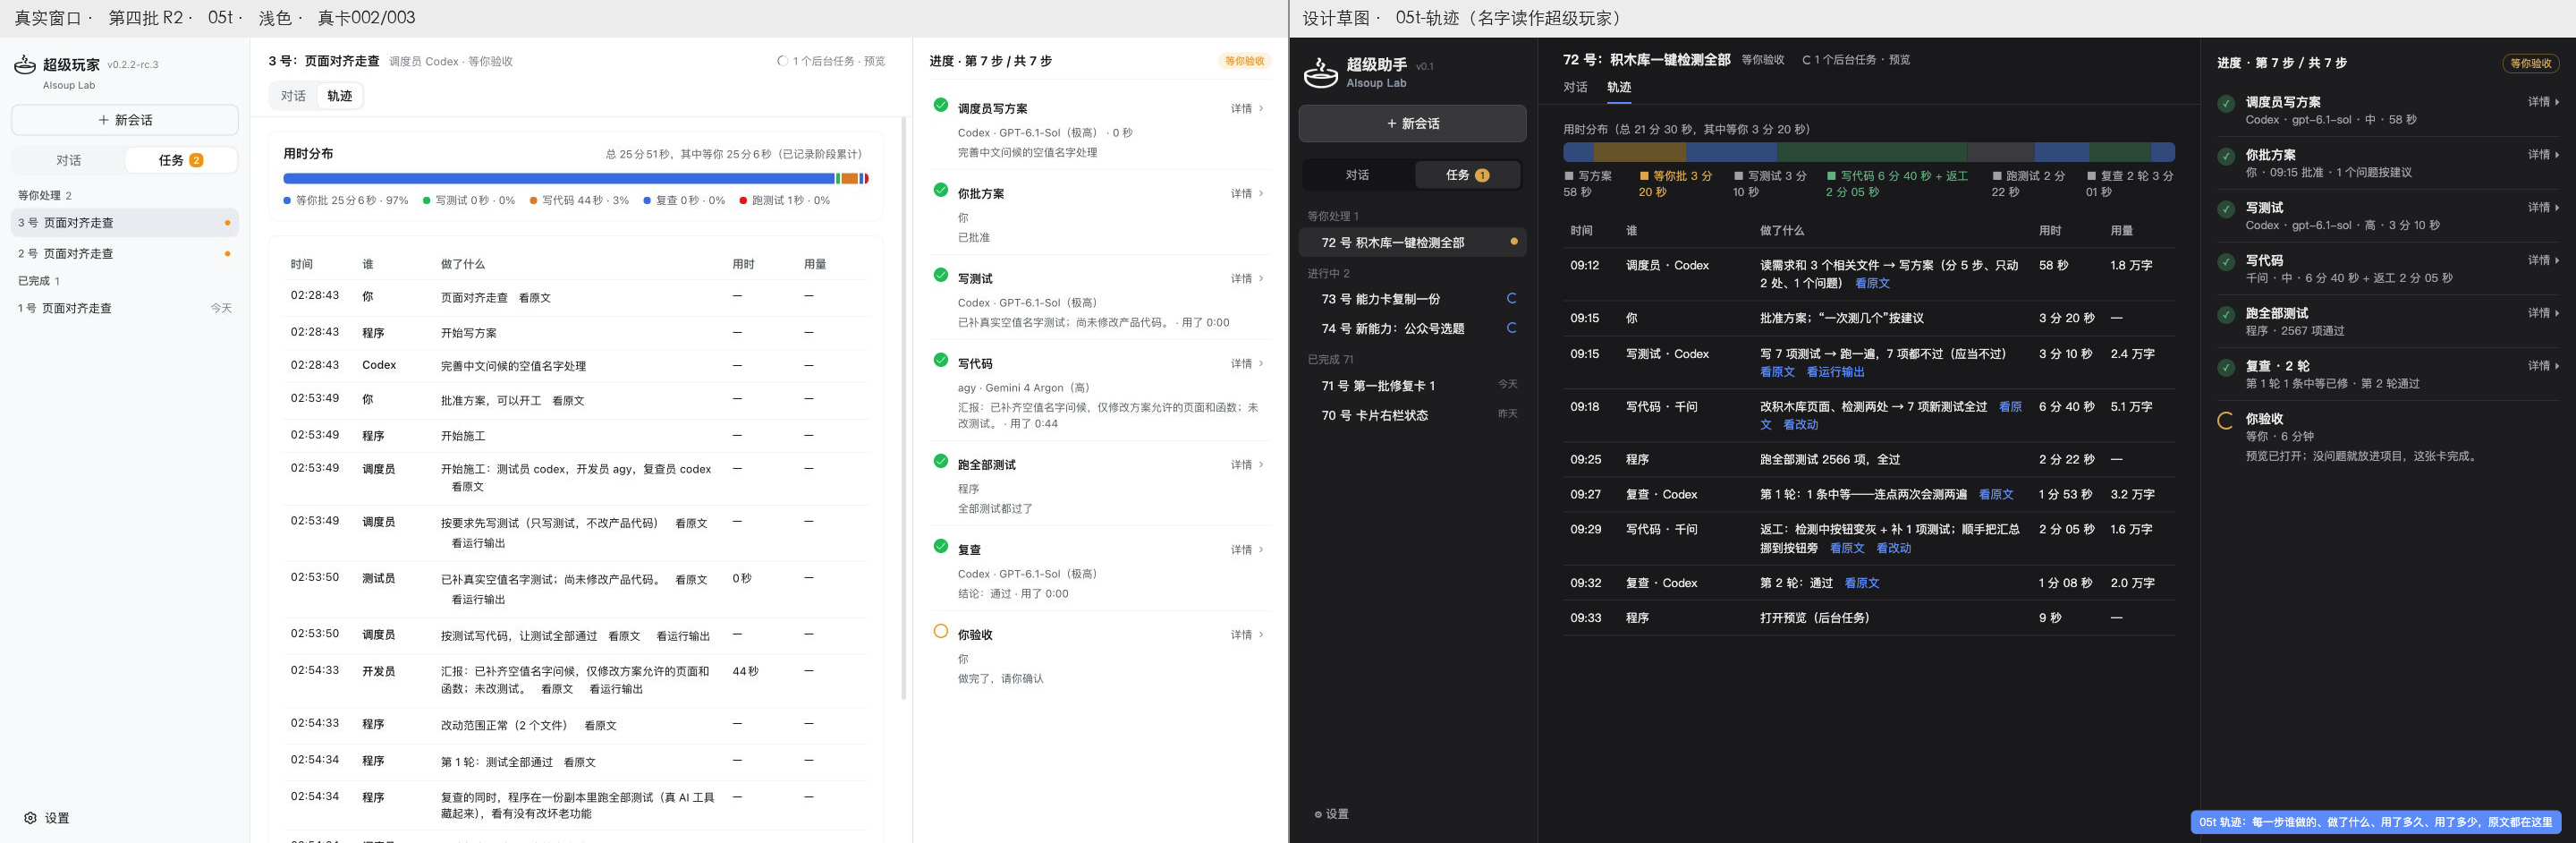 真实窗口 · 第四批 R2 · 05t · 浅色 · 真卡002/003
超级玩家 v0.2.2-rc.3
AIsoup Lab
＋ 新会话
对话 任务 2
等你处理 2
3 号 页面对齐走查
2 号 页面对齐走查
已完成 1
1 号 页面对齐走查 今天
设置
3 号：页面对齐走查 调度员 Codex · 等你验收 1 个后台任务 · 预览
对话 轨迹
用时分布 总 25 分 51 秒，其中等你 25 分 6 秒（已记录阶段累计）
等你批 25 分 6 秒 · 97% 写测试 0 秒 · 0% 写代码 44 秒 · 3% 复查 0 秒 · 0% 跑测试 1 秒 · 0%
时间 谁 做了什么 用时 用量
02:28:43 你 页面对齐走查 看原文 — —
02:28:43 程序 开始写方案 — —
02:28:43 Codex 完善中文问候的空值名字处理 — —
02:53:49 你 批准方案，可以开工 看原文 — —
02:53:49 程序 开始施工 — —
02:53:49 调度员 开始施工：测试员 codex，开发员 agy，复查员 codex — —
看原文
02:53:49 调度员 按要求先写测试（只写测试，不改产品代码） 看原文 — —
看运行输出
02:53:50 测试员 已补真实空值名字测试；尚未修改产品代码。 看原文 0 秒 —
看运行输出
02:53:50 调度员 按测试写代码，让测试全部通过 看原文 看运行输出 — —
02:54:33 开发员 汇报：已补齐空值名字问候，仅修改方案允许的页面和 44 秒 —
函数；未改测试。 看原文 看运行输出
02:54:33 程序 改动范围正常（2 个文件） 看原文 — —
02:54:34 程序 第 1 轮：测试全部通过 看原文 — —
02:54:34 程序 复查的同时，程序在一份副本里跑全部测试（真 AI 工具 — —
藏起来），看有没有改坏老功能
进度 · 第 7 步 / 共 7 步 等你验收
调度员写方案 详情 ›
Codex · GPT-6.1-Sol（极高） · 0 秒
完善中文问候的空值名字处理
你批方案 详情 ›
你
已批准
写测试 详情 ›
Codex · GPT-6.1-Sol（极高）
已补真实空值名字测试；尚未修改产品代码。 · 用了 0:00
写代码 详情 ›
agy · Gemini 4 Argon（高）
汇报：已补齐空值名字问候，仅修改方案允许的页面和函数；未
改测试。 · 用了 0:44
跑全部测试 详情 ›
程序
全部测试都过了
复查 详情 ›
Codex · GPT-6.1-Sol（极高）
结论：通过 · 用了 0:00
你验收 详情 ›
你
做完了，请你确认
设计草图 · 05t-轨迹（名字读作超级玩家）
超级助手 v0.1
AIsoup Lab
＋ 新会话
对话 任务 1
等你处理 1
72 号 积木库一键检测全部
进行中 2
73 号 能力卡复制一份
74 号 新能力：公众号选题
已完成 71
71 号 第一批修复卡 1 今天
70 号 卡片右栏状态 昨天
设置
72 号：积木库一键检测全部 等你验收 1 个后台任务 · 预览
对话 轨迹
用时分布（总 21 分 30 秒，其中等你 3 分 20 秒）
写方案 等你批 3 分 写测试 3 分 写代码 6 分 40 秒 + 返工 跑测试 2 分 复查 2 轮 3 分
58 秒 20 秒 10 秒 2 分 05 秒 22 秒 01 秒
时间 谁 做了什么 用时 用量
09:12 调度员 · Codex 读需求和 3 个相关文件 → 写方案（分 5 步、只动 58 秒 1.8 万字
2 处、1 个问题） 看原文
09:15 你 批准方案；“一次测几个”按建议 3 分 20 秒 —
09:15 写测试 · Codex 写 7 项测试 → 跑一遍，7 项都不过（应当不过） 3 分 10 秒 2.4 万字
看原文 看运行输出
09:18 写代码 · 千问 改积木库页面、检测两处 → 7 项新测试全过 看原 6 分 40 秒 5.1 万字
文 看改动
09:25 程序 跑全部测试 2566 项，全过 2 分 22 秒 —
09:27 复查 · Codex 第 1 轮：1 条中等——连点两次会测两遍 看原文 1 分 53 秒 3.2 万字
09:29 写代码 · 千问 返工：检测中按钮变灰 + 补 1 项测试；顺手把汇总 2 分 05 秒 1.6 万字
挪到按钮旁 看原文 看改动
09:32 复查 · Codex 第 2 轮：通过 看原文 1 分 08 秒 2.0 万字
09:33 程序 打开预览（后台任务） 9 秒 —
进度 · 第 7 步 / 共 7 步 等你验收
调度员写方案 详情
Codex · gpt-6.1-sol · 中 · 58 秒
你批方案 详情
你 · 09:15 批准 · 1 个问题按建议
写测试 详情
Codex · gpt-6.1-sol · 高 · 3 分 10 秒
写代码 详情
千问 · 中 · 6 分 40 秒 + 返工 2 分 05 秒
跑全部测试 详情
程序 · 2567 项通过
复查 · 2 轮 详情
第 1 轮 1 条中等已修 · 第 2 轮通过
你验收
等你 · 6 分钟
预览已打开；没问题就放进项目，这张卡完成。
05t 轨迹：每一步谁做的、做了什么、用了多久、用了多少，原文都在这里